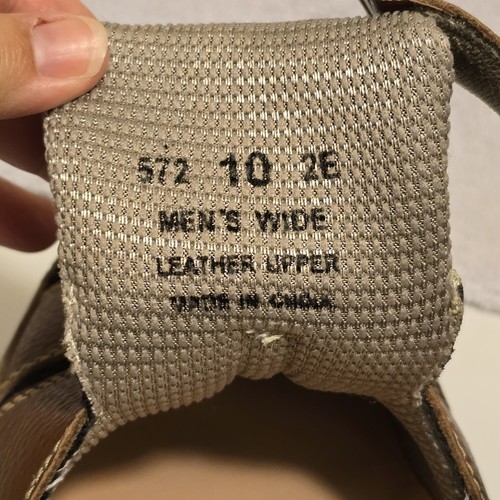 572 10 2E
MEN'S WIDE
LEATHER UPPER
MADE IN CHINA